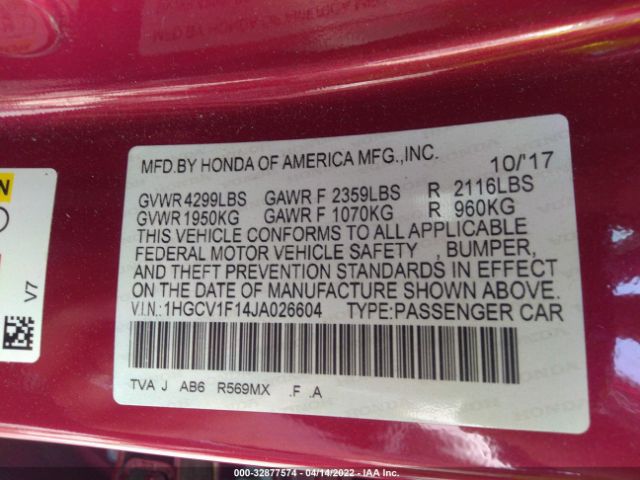 MFD.BY HONDA OF AMERICA MFG.,INC. 10/'17
GVWR 4299LBS GAWR F 2359LBS R 2116LBS
GVWR 1950KG GAWR F 1070KG R 960KG
THIS VEHICLE CONFORMS TO ALL APPLICABLE
FEDERAL MOTOR VEHICLE SAFETY , BUMPER,
AND THEFT PREVENTION STANDARDS IN EFFECT
ON THE DATE OF MANUFACTURE SHOWN ABOVE.
V.I.N.: 1HGCV1F14JA026604 TYPE:PASSENGER CAR
TVA J AB6 R569MX .F .A
V7
000-32877574 - 04/14/2022 - IAA Inc.